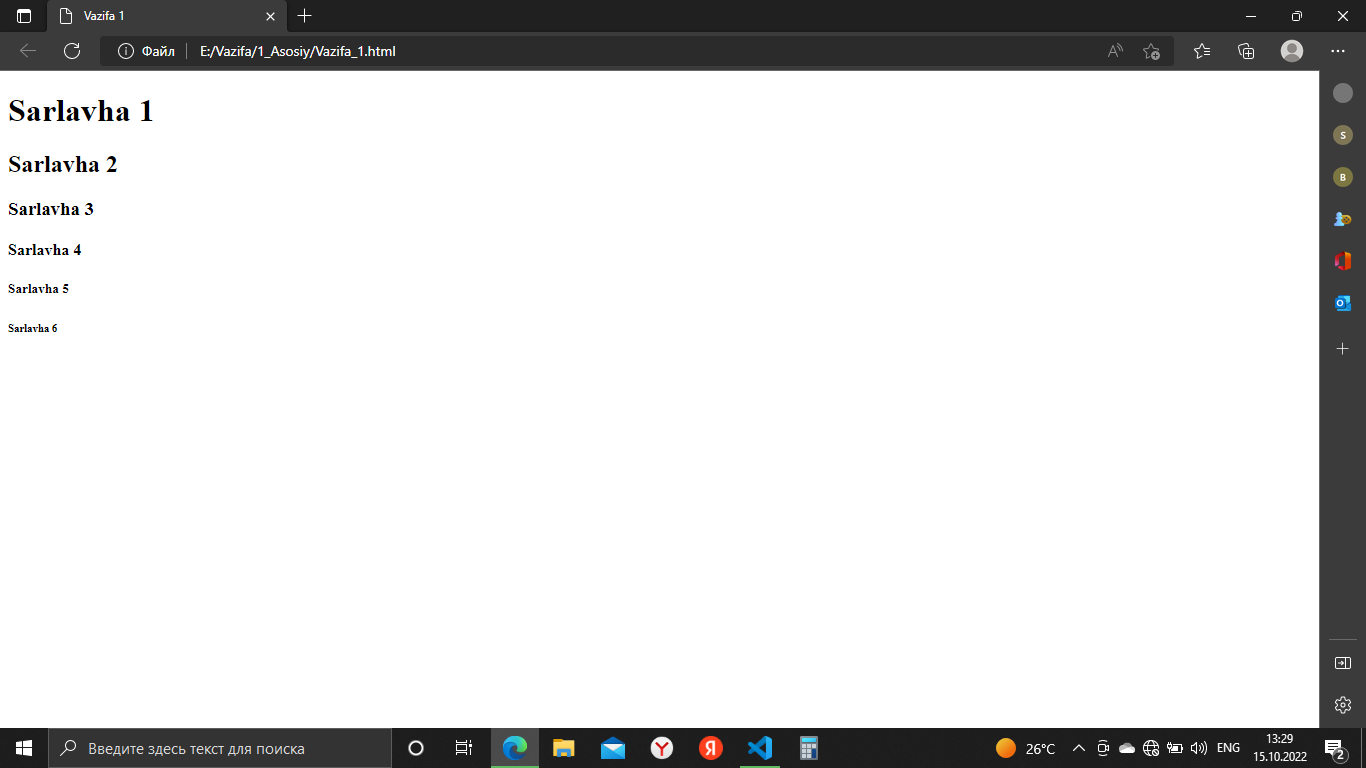 Vazifa 1
Файл
E:/Vazifa/1_Asosiy/Vazifa_1.html
Sarlavha 1
Sarlavha 2
Sarlavha 3
Sarlavha 4
Sarlavha 5
Sarlavha 6
S
B
Введите здесь текст для поиска
26°C
ENG
13:29
15.10.2022
2